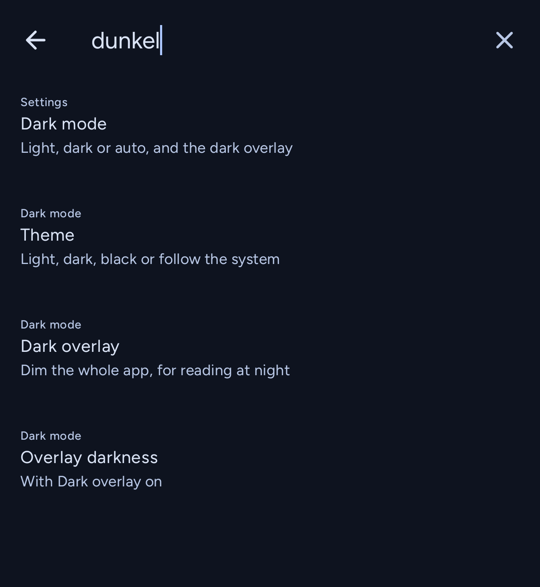 dunkel
Settings
Dark mode
Light, dark or auto, and the dark overlay
Dark mode
Theme
Light, dark, black or follow the system
Dark mode
Dark overlay
Dim the whole app, for reading at night
Dark mode
Overlay darkness
With Dark overlay on